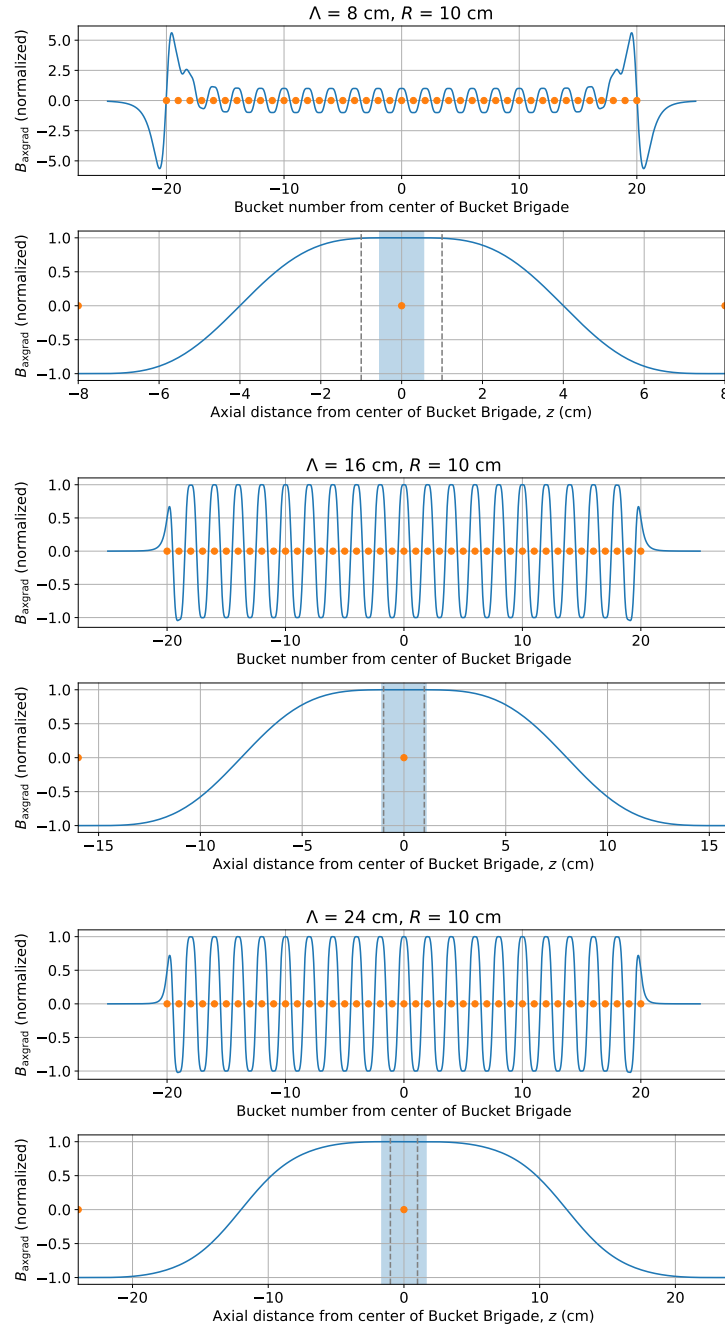 Λ = 8 cm, R = 10 cm
B_axgrad (normalized)
5.0
2.5
0.0
−2.5
−5.0
−20 −10 0 10 20
Bucket number from center of Bucket Brigade
B_axgrad (normalized)
1.0
0.5
0.0
−0.5
−1.0
−8 −6 −4 −2 0 2 4 6 8
Axial distance from center of Bucket Brigade, z (cm)
Λ = 16 cm, R = 10 cm
B_axgrad (normalized)
1.0
0.5
0.0
−0.5
−1.0
−20 −10 0 10 20
Bucket number from center of Bucket Brigade
B_axgrad (normalized)
1.0
0.5
0.0
−0.5
−1.0
−15 −10 −5 0 5 10 15
Axial distance from center of Bucket Brigade, z (cm)
Λ = 24 cm, R = 10 cm
B_axgrad (normalized)
1.0
0.5
0.0
−0.5
−1.0
−20 −10 0 10 20
Bucket number from center of Bucket Brigade
B_axgrad (normalized)
1.0
0.5
0.0
−0.5
−1.0
−20 −10 0 10 20
Axial distance from center of Bucket Brigade, z (cm)